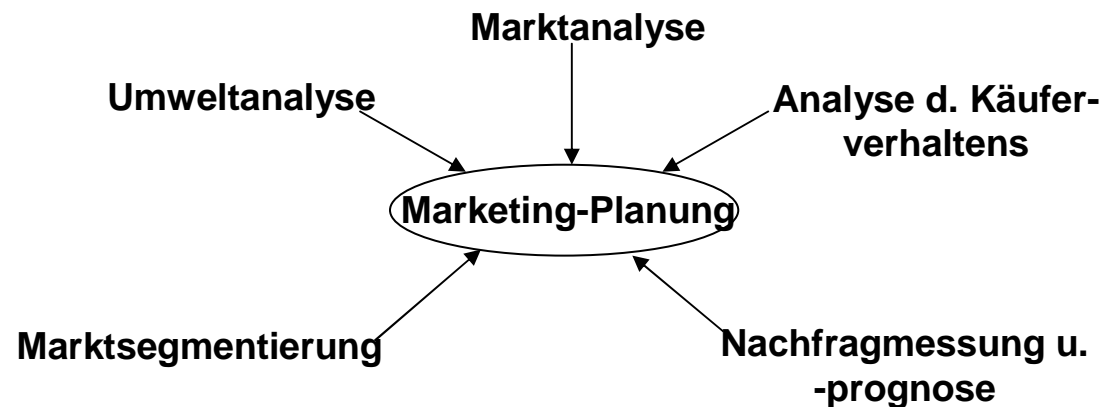 Marktanalyse
Umweltanalyse
Analyse d. Käufer-
verhaltens
Marketing-Planung
Marktsegmentierung
Nachfragmessung u.
-prognose